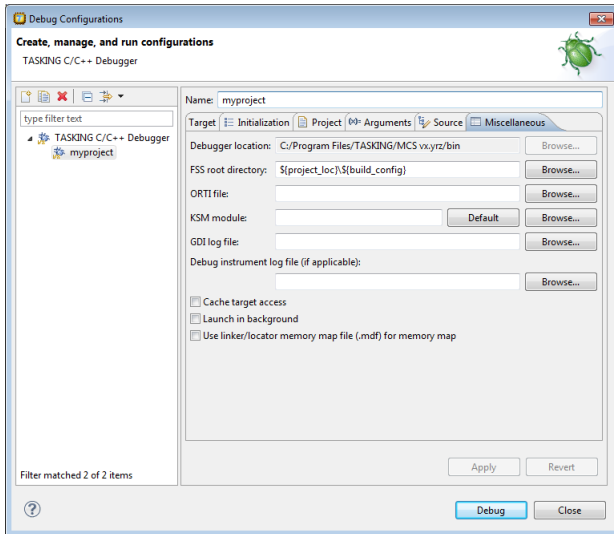 Debug Configurations
Create, manage, and run configurations
TASKING C/C++ Debugger
type filter text
TASKING C/C++ Debugger
myproject
Filter matched 2 of 2 items
Name: myproject
Target Initialization Project (x)= Arguments Source Miscellaneous
Debugger location: C:/Program Files/TASKING/MCS vx.yrz/bin Browse...
FSS root directory: ${project_loc}\${build_config} Browse...
ORTI file: Browse...
KSM module: Default Browse...
GDI log file: Browse...
Debug instrument log file (if applicable):
Browse...
Cache target access
Launch in background
Use linker/locator memory map file (.mdf) for memory map
Apply Revert
? Debug Close